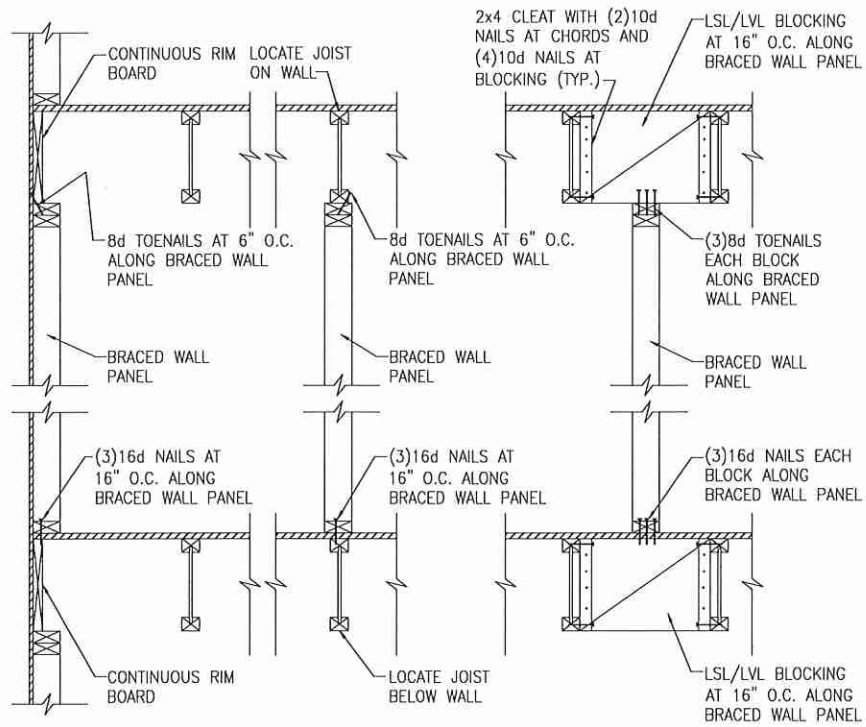 CONTINUOUS RIM
BOARD
LOCATE JOIST
ON WALL
2x4 CLEAT WITH (2)10d
NAILS AT CHORDS AND
(4)10d NAILS AT
BLOCKING (TYP.)
LSL/LVL BLOCKING
AT 16" O.C. ALONG
BRACED WALL PANEL
8d TOENAILS AT 6" O.C.
ALONG BRACED WALL
PANEL
8d TOENAILS AT 6" O.C.
ALONG BRACED WALL
PANEL
(3)8d TOENAILS
EACH BLOCK
ALONG BRACED
WALL PANEL
BRACED WALL
PANEL
BRACED WALL
PANEL
BRACED WALL
PANEL
(3)16d NAILS AT
16" O.C. ALONG
BRACED WALL PANEL
(3)16d NAILS AT
16" O.C. ALONG
BRACED WALL PANEL
(3)16d NAILS EACH
BLOCK ALONG
BRACED WALL PANEL
CONTINUOUS RIM
BOARD
LOCATE JOIST
BELOW WALL
LSL/LVL BLOCKING
AT 16" O.C. ALONG
BRACED WALL PANEL